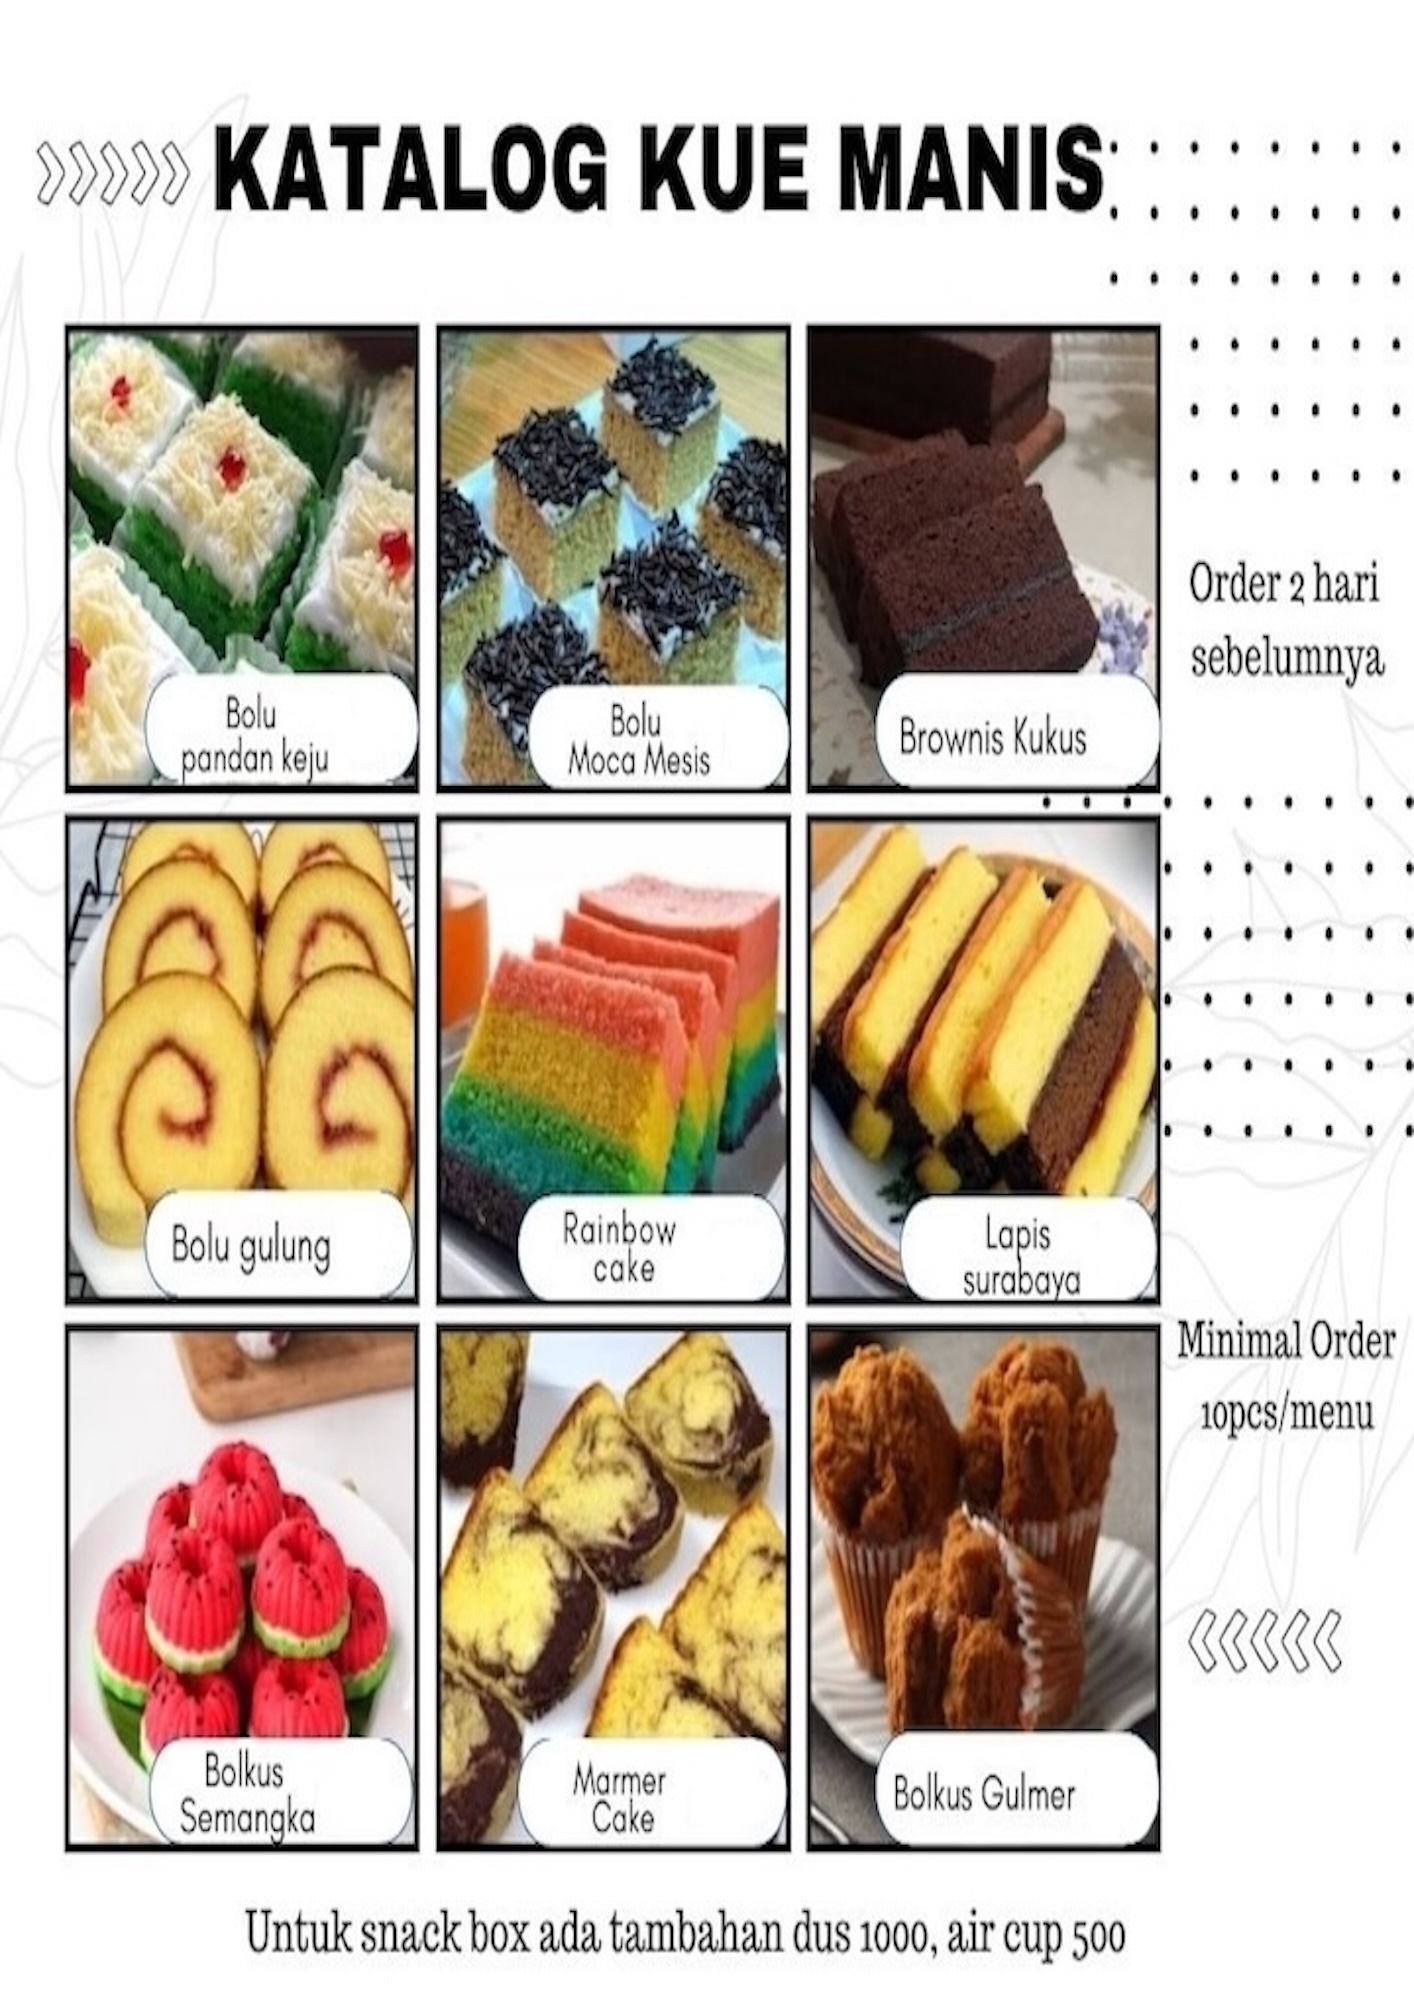 KATALOG KUE MANIS
Bolu
pandan keju
Bolu
Moca Mesis
Brownis Kukus
Order 2 hari
sebelumnya
Bolu gulung
Rainbow
cake
Lapis
surabaya
Minimal Order
10pcs/menu
Bolkus
Semangka
Marmer
Cake
Bolkus Gulmer
Untuk snack box ada tambahan dus 1000, air cup 500